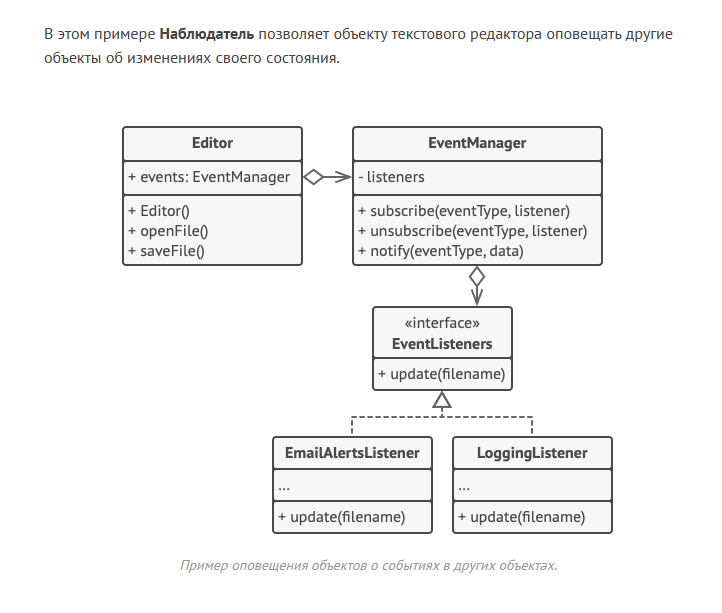 В этом примере Наблюдатель позволяет объекту текстового редактора оповещать другие
объекты об изменениях своего состояния.
Editor
+ events: EventManager
+ Editor()
+ openFile()
+ saveFile()
EventManager
- listeners
+ subscribe(eventType, listener)
+ unsubscribe(eventType, listener)
+ notify(eventType, data)
«interface»
EventListeners
+ update(filename)
EmailAlertsListener
...
+ update(filename)
LoggingListener
...
+ update(filename)
Пример оповещения объектов о событиях в других объектах.